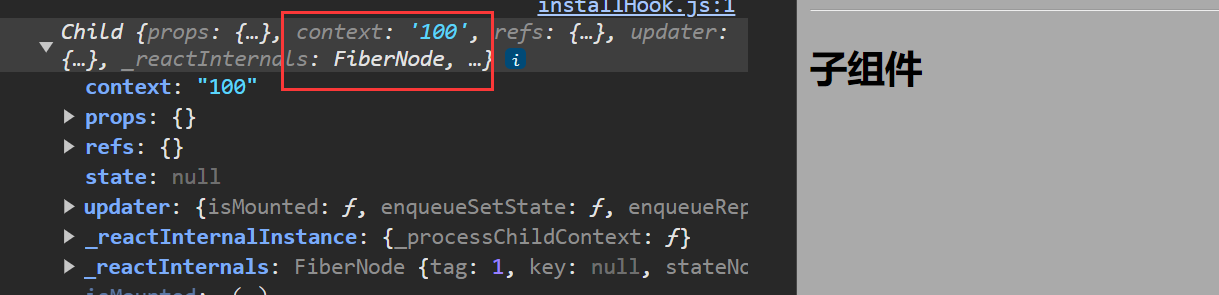 installHook.js:1
Child {props: {…}, context: '100', refs: {…}, updater:
{…}, _reactInternals: FiberNode, …} i
context: "100"
props: {}
refs: {}
state: null
updater: {isMounted: ƒ, enqueueSetState: ƒ, enqueueRep
_reactInternalInstance: {_processChildContext: ƒ}
_reactInternals: FiberNode {tag: 1, key: null, stateNo
子组件